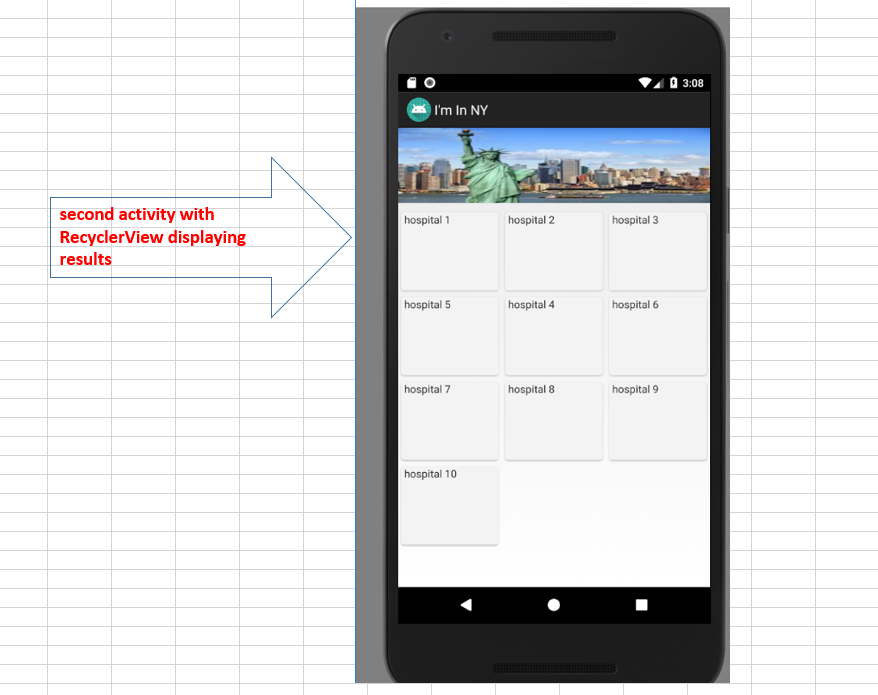 3:08
I'm In NY
second activity with
RecyclerView displaying
results
hospital 1
hospital 2
hospital 3
hospital 5
hospital 4
hospital 6
hospital 7
hospital 8
hospital 9
hospital 10